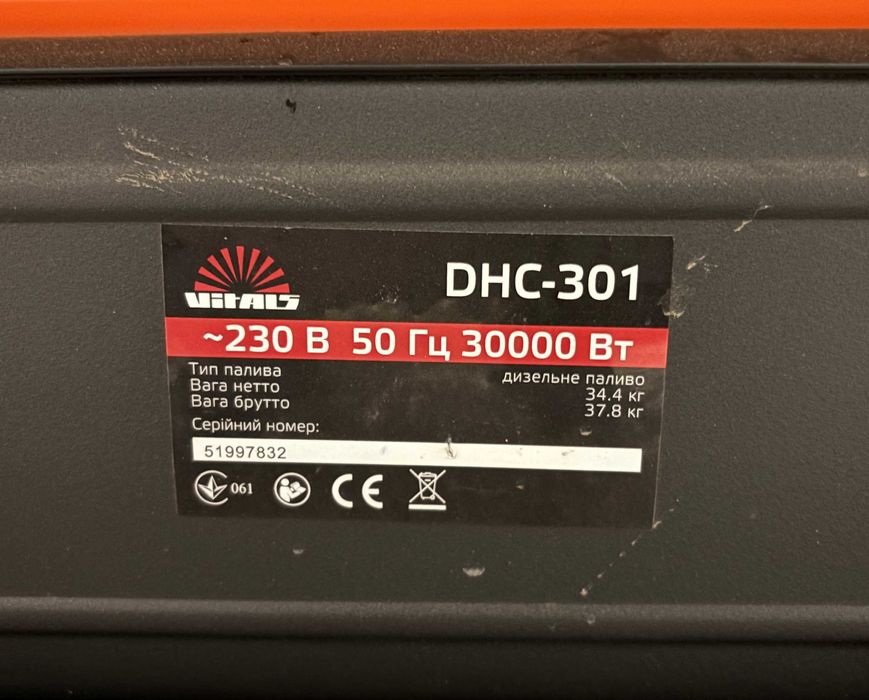 VITALS
DHC-301
~230 В 50 Гц 30000 Вт
Тип палива дизельне паливо
Вага нетто 34.4 кг
Вага брутто 37.8 кг
Серійний номер:
51997832
061 CE